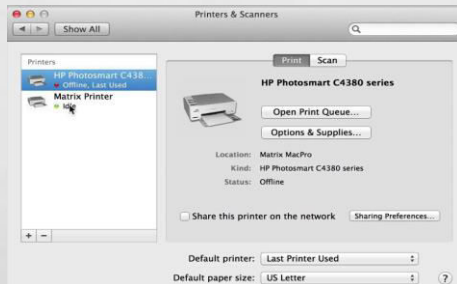 Printers & Scanners
Show All
Printers
HP Photosmart C438...
Offline, Last Used
Matrix Printer
Idle
+ −
Print Scan
HP Photosmart C4380 series
Open Print Queue...
Options & Supplies...
Location: Matrix MacPro
Kind: HP Photosmart C4380 series
Status: Offline
Share this printer on the network Sharing Preferences...
Default printer: Last Printer Used
Default paper size: US Letter ?